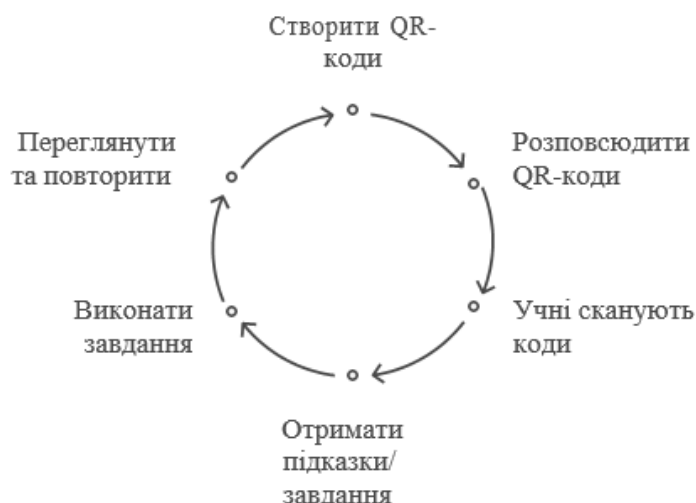 Створити QR-
коди
Розповсюдити
QR-коди
Учні сканують
коди
Отримати
підказки/
завдання
Виконати
завдання
Переглянути
та повторити